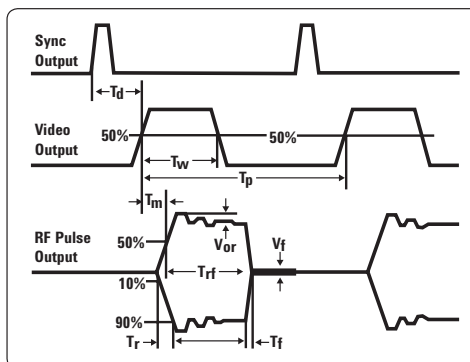 Sync
Output
Td
Video
Output
50%
50%
Tw
Tp
Tm
RF Pulse
Output
50%
Vor
Vf
Trf
10%
90%
Tr
Tf